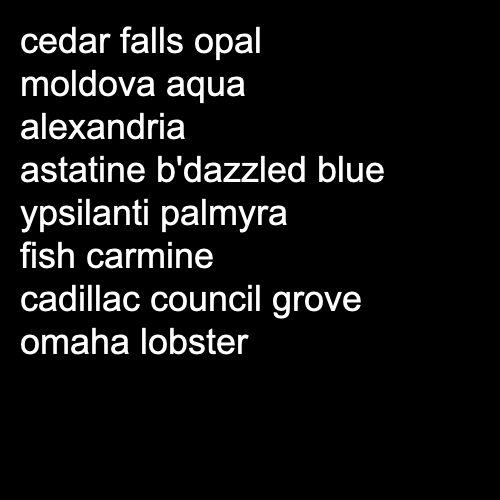 cedar falls opal
moldova aqua
alexandria
astatine b'dazzled blue
ypsilanti palmyra
fish carmine
cadillac council grove
omaha lobster